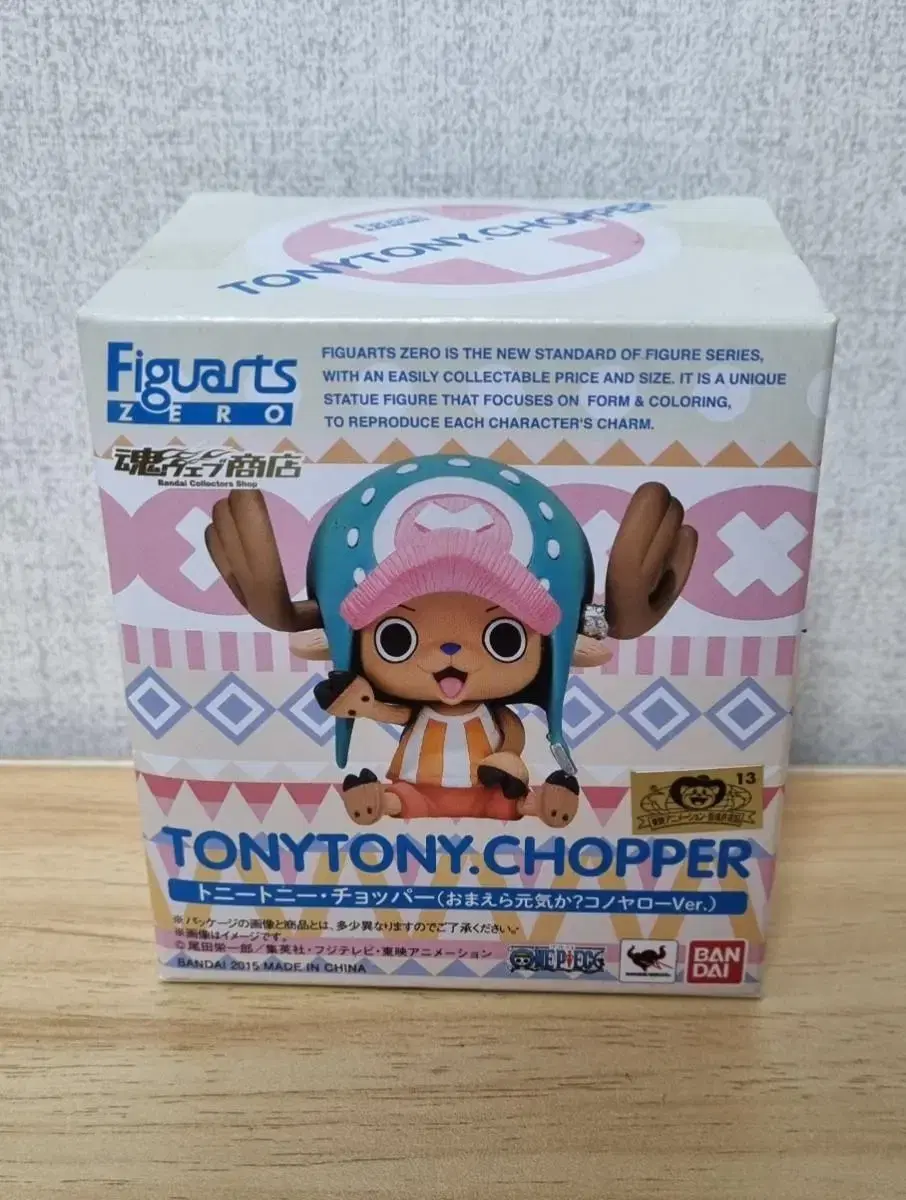 TONYTONY.CHOPPER
Figuarts
ZERO
FIGUARTS ZERO IS THE NEW STANDARD OF FIGURE SERIES,
WITH AN EASILY COLLECTABLE PRICE AND SIZE. IT IS A UNIQUE
STATUE FIGURE THAT FOCUSES ON FORM & COLORING,
TO REPRODUCE EACH CHARACTER'S CHARM.
魂ウェブ商店
Bandai Collectors Shop
13
TONYTONY.CHOPPER
トニートニー・チョッパー(おまえら元気か?コノヤローVer.)
※パッケージの画像と商品とは、多少異なりますのでご了承ください。
※画像はイメージです。
©尾田栄一郎/集英社・フジテレビ・東映アニメーション
BANDAI 2015 MADE IN CHINA
ONE PIECE
BAN
DAI